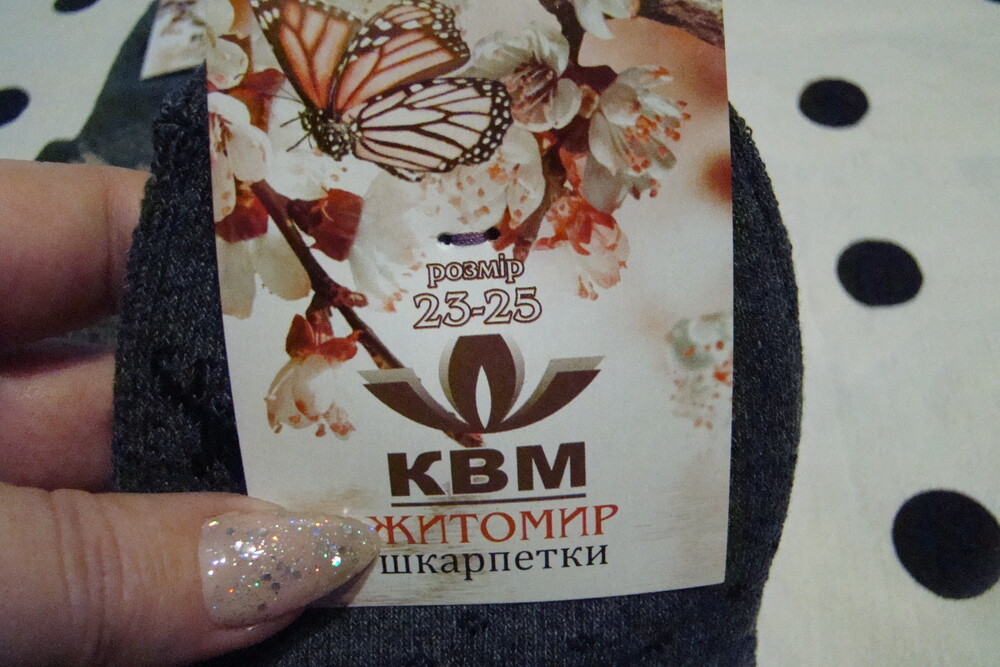 розмір
23-25
КВМ
ЖИТОМИР
шкарпетки